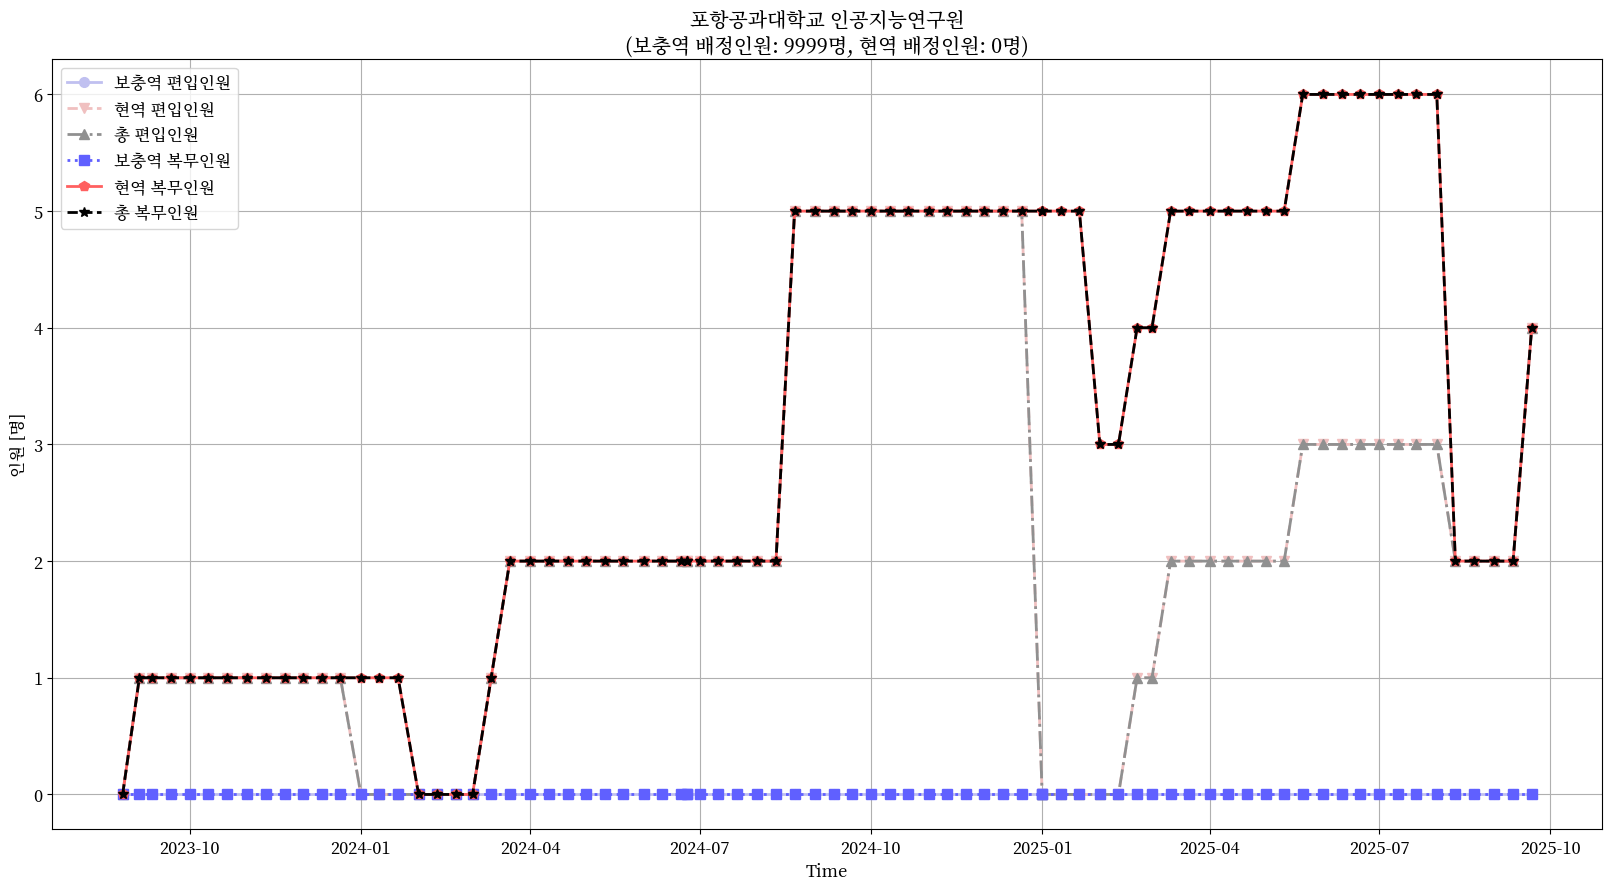 포항공과대학교 인공지능연구원
(보충역 배정인원: 9999명, 현역 배정인원: 0명)
보충역 편입인원
현역 편입인원
총 편입인원
보충역 복무인원
현역 복무인원
총 복무인원
인원 [명]
6
5
4
3
2
1
0
2023-10
2024-01
2024-04
2024-07
2024-10
2025-01
2025-04
2025-07
2025-10
Time